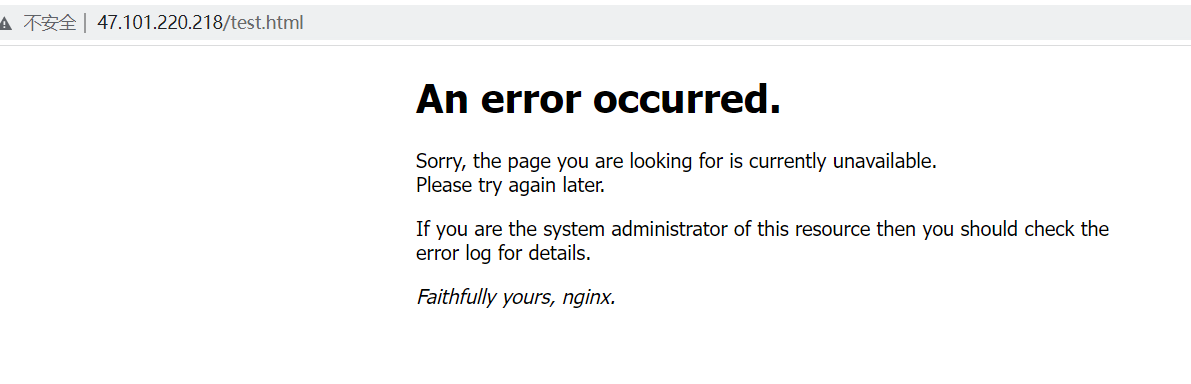 不安全 | 47.101.220.218/test.html
An error occurred.
Sorry, the page you are looking for is currently unavailable.
Please try again later.
If you are the system administrator of this resource then you should check the
error log for details.
Faithfully yours, nginx.